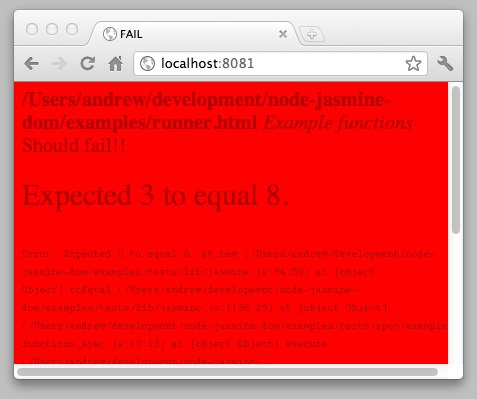 FAIL
localhost:8081
/Users/andrew/development/node-jasmine-
dom/examples/runner.html Example functions
Should fail!!
Expected 3 to equal 8.
Error: Expected 3 to equal 8. at new (/Users/andrew/development/node-
jasmine-dom/examples/tests/lib/jasmine.js:94:50) at [object
Object].toEqual (/Users/andrew/development/node-jasmine-
dom/examples/tests/lib/jasmine.js:1138:29) at [object Object]
(/Users/andrew/development/node-jasmine-dom/examples/tests/spec/example
functions_spec.js:10:13) at [object Object].execute
(/Users/andrew/development/node-jasmine-